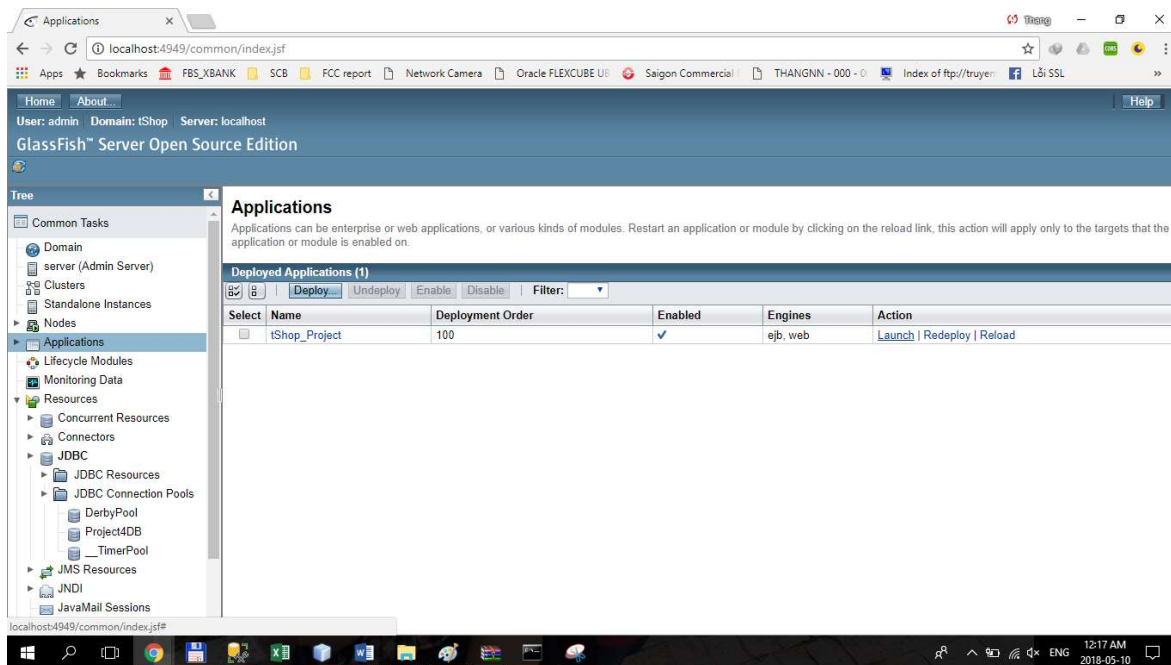 Applications
Thang
localhost:4949/common/index.jsf
Apps Bookmarks FBS_XBANK SCB FCC report Network Camera Oracle FLEXCUBE UB Saigon Commercial THANGNN - 000 - Index of ftp://truyen Lỗi SSL »
Home About... Help
User: admin Domain: tShop Server: localhost
GlassFish™ Server Open Source Edition
Tree
Common Tasks
Domain
server (Admin Server)
Clusters
Standalone Instances
Nodes
Applications
Lifecycle Modules
Monitoring Data
Resources
Concurrent Resources
Connectors
JDBC
JDBC Resources
JDBC Connection Pools
DerbyPool
Project4DB
__TimerPool
JMS Resources
JNDI
JavaMail Sessions
Applications
Applications can be enterprise or web applications, or various kinds of modules. Restart an application or module by clicking on the reload link, this action will apply only to the targets that the
application or module is enabled on.
Deployed Applications (1)
Deploy... Undeploy Enable Disable Filter:
Select Name Deployment Order Enabled Engines Action
tShop_Project 100 ejb, web Launch | Redeploy | Reload
localhost:4949/common/index.jsf#
ENG 12:17 AM
2018-05-10